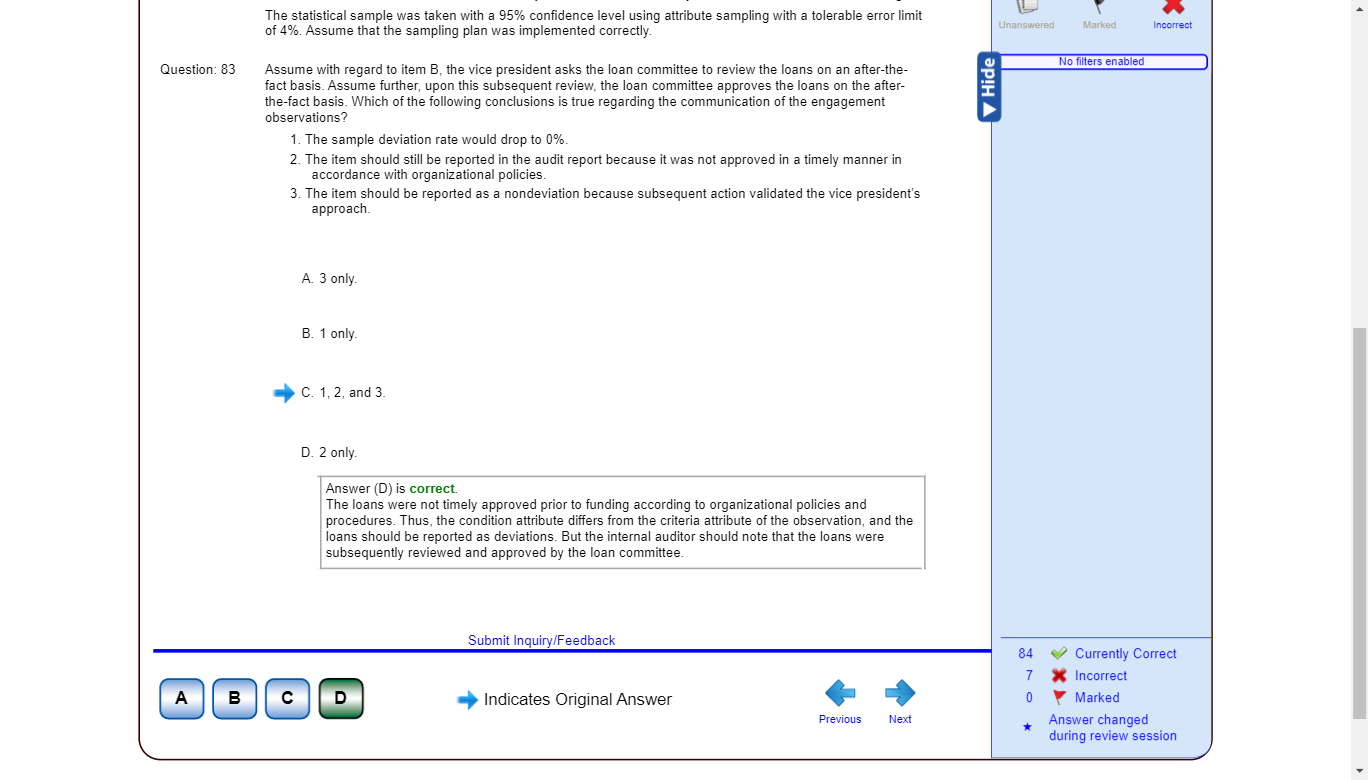 The statistical sample was taken with a 95% confidence level using attribute sampling with a tolerable error limit
of 4%. Assume that the sampling plan was implemented correctly.
Question: 83
Assume with regard to item B, the vice president asks the loan committee to review the loans on an after-the-
fact basis. Assume further, upon this subsequent review, the loan committee approves the loans on the after-
the-fact basis. Which of the following conclusions is true regarding the communication of the engagement
observations?
1. The sample deviation rate would drop to 0%.
2. The item should still be reported in the audit report because it was not approved in a timely manner in
accordance with organizational policies.
3. The item should be reported as a nondeviation because subsequent action validated the vice president's
approach.
A. 3 only.
B. 1 only.
C. 1, 2, and 3.
D. 2 only.
Answer (D) is correct.
The loans were not timely approved prior to funding according to organizational policies and
procedures. Thus, the condition attribute differs from the criteria attribute of the observation, and the
loans should be reported as deviations. But the internal auditor should note that the loans were
subsequently reviewed and approved by the loan committee.
Submit Inquiry/Feedback
A B C D
Indicates Original Answer
Previous Next
Unanswered Marked Incorrect
Hide
No filters enabled
84 Currently Correct
7 Incorrect
0 Marked
Answer changed
during review session